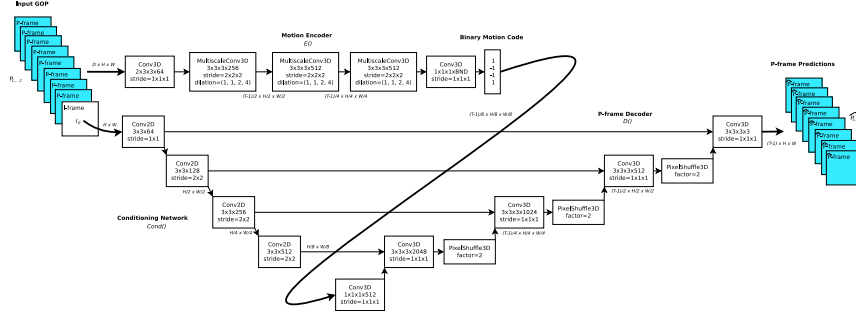 Input GOP
P-frame
P-frame
P-frame
P-frame
P-frame
P-frame
P-frame
I-frame
I₀
D x H x W
H x W
Motion Encoder
E()
Conv3D
2x3x3x64
stride=1x1x1
MultiscaleConv3D
3x3x3x256
stride=2x2x2
dilation=(1, 1, 2, 4)
(T-1)/2 x H/2 x W/2
MultiscaleConv3D
3x3x3x512
stride=2x2x2
dilation=(1, 1, 2, 4)
(T-1)/4 x H/4 x W/4
MultiscaleConv3D
3x3x3x512
stride=2x2x2
dilation=(1, 1, 2, 4)
Conv3D
1x1x1xBND
stride=1x1x1
Binary Motion Code
1
-1
-1
1
(T-1)/8 x H/8 x W/8
Conditioning Network
Cond()
Conv2D
3x3x64
stride=1x1
Conv2D
3x3x128
stride=2x2
H/2 x W/2
Conv2D
3x3x256
stride=2x2
H/4 x W/4
Conv2D
3x3x512
stride=2x2
H/8 x W/8
Conv3D
1x1x1x512
stride=1x1x1
Conv3D
3x3x3x2048
stride=1x1x1
PixelShuffle3D
factor=2
(T-1)/4 x H/4 x W/4
Conv3D
3x3x3x1024
stride=1x1x1
PixelShuffle3D
factor=2
(T-1)/2 x H/2 x W/2
Conv3D
3x3x3x512
stride=1x1x1
PixelShuffle3D
factor=2
P-frame Decoder
D()
Conv3D
3x3x3x3
stride=1x1x1
(T-1) x H x W
P-frame Predictions
P-frame
P-frame
P-frame
P-frame
P-frame
P-frame
P-frame